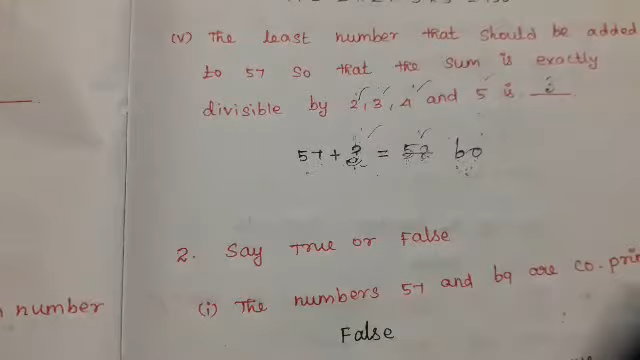 (v) The least number that should be added
to 57 so that the sum is exactly
divisible by 2, 3, 4 and 5 is
57 + 3 = 60
2. Say True or False
n number
(i) The numbers 57 and 69 are co-prin
False